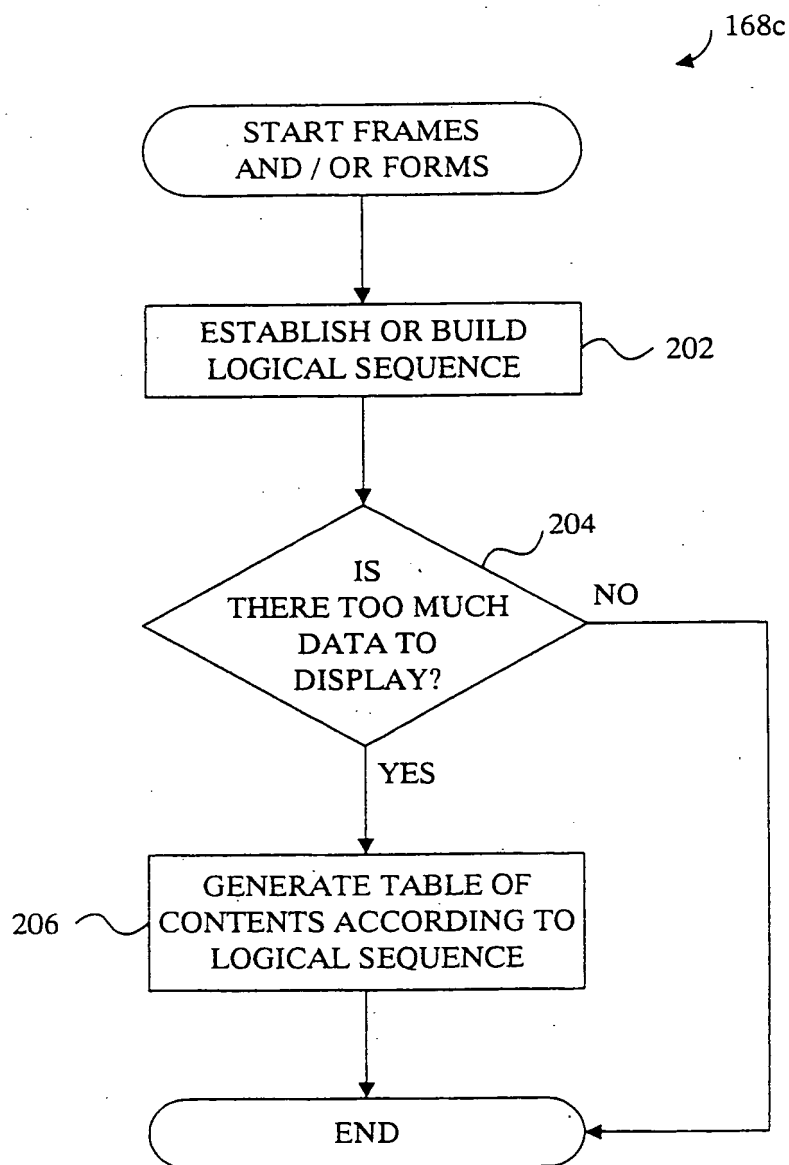 168c
START FRAMES
AND / OR FORMS
ESTABLISH OR BUILD
LOGICAL SEQUENCE
202
204
IS
THERE TOO MUCH
DATA TO
DISPLAY?
NO
YES
GENERATE TABLE OF
CONTENTS ACCORDING TO
LOGICAL SEQUENCE
206
END